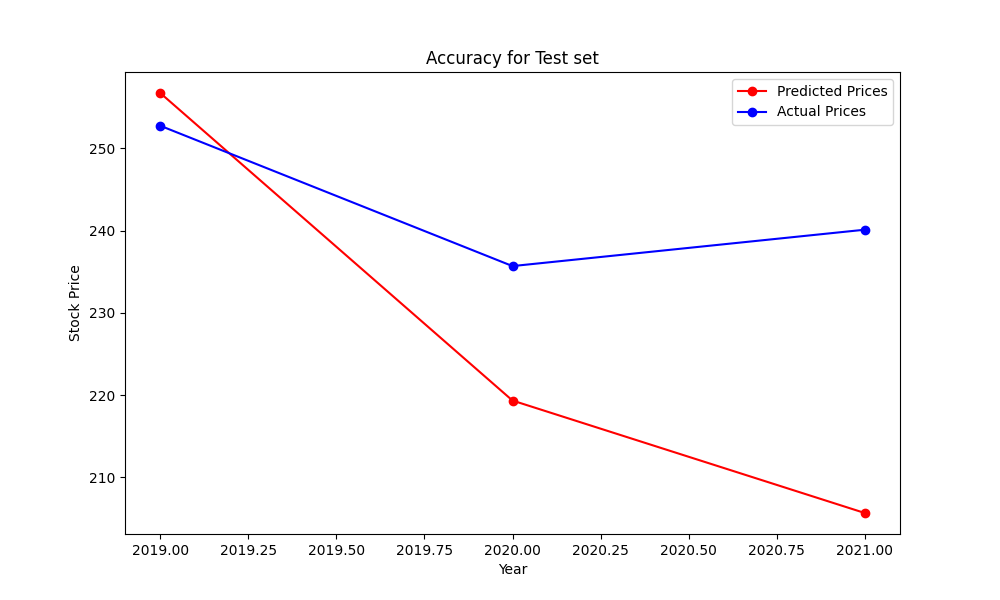 Accuracy for Test set
Predicted Prices
Actual Prices
Stock Price
250
240
230
220
210
2019.00 2019.25 2019.50 2019.75 2020.00 2020.25 2020.50 2020.75 2021.00
Year